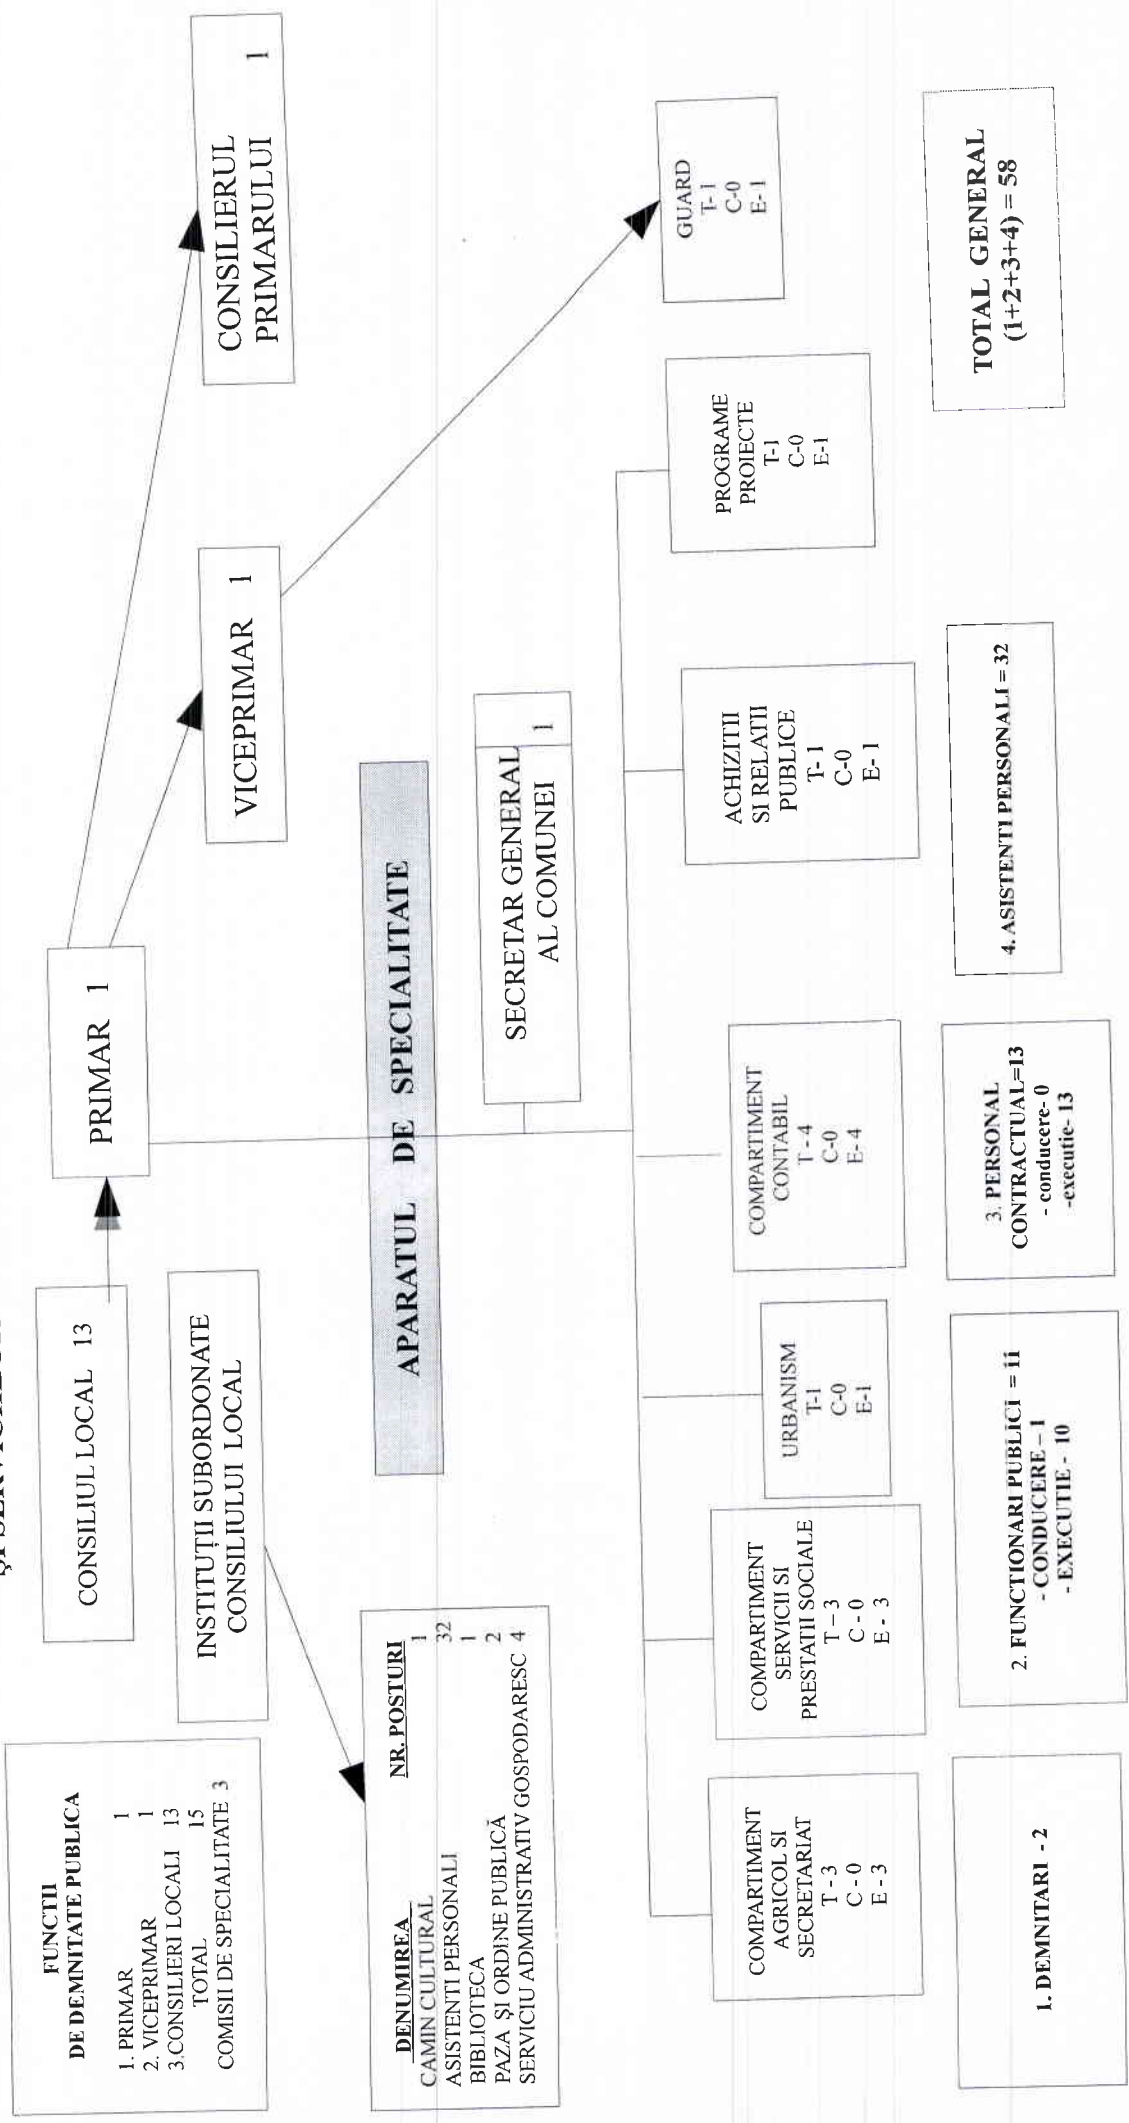 FUNCTII
DE DEMNITATE PUBLICA
1. PRIMAR 1
2. VICEPRIMAR 1
3.CONSILIERI LOCALI 13
TOTAL 15
COMISII DE SPECIALITATE 3
CONSILIUL LOCAL 13
PRIMAR 1
CONSILIERUL 1
PRIMARULUI
INSTITUȚII SUBORDONATE
CONSILIULUI LOCAL
VICEPRIMAR 1
DENUMIREA NR. POSTURI
CAMIN CULTURAL 1
ASISTENTI PERSONALI 32
BIBLIOTECA 1
PAZA ŞI ORDINE PUBLICĂ 2
SERVICIU ADMINISTRATIV GOSPODARESC 4
APARATUL DE SPECIALITATE
SECRETAR GENERAL 1
AL COMUNEI
COMPARTIMENT
AGRICOL SI
SECRETARIAT
T - 3
C - 0
E - 3
COMPARTIMENT
SERVICII SI
PRESTATII SOCIALE
T – 3
C - 0
E - 3
URBANISM
T-1
C-0
E-1
COMPARTIMENT
CONTABIL
T - 4
C-0
E- 4
ACHIZITII
SI RELATII
PUBLICE
T- 1
C-0
E- 1
PROGRAME
PROIECTE
T-1
C-0
E-1
GUARD
T- 1
C-0
E- 1
1. DEMNITARI - 2
2. FUNCTIONARI PUBLICI = 11
- CONDUCERE – 1
- EXECUTIE - 10
3. PERSONAL
CONTRACTUAL=13
- conducere- 0
-executie- 13
4. ASISTENTI PERSONALI = 32
TOTAL GENERAL
(1+2+3+4) = 58